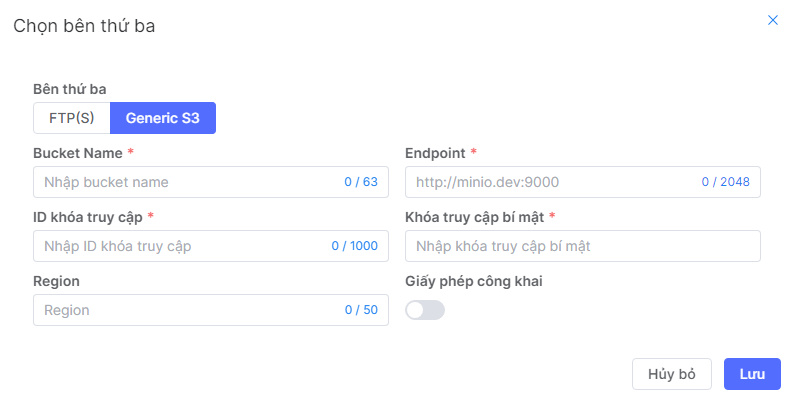 Chọn bên thứ ba
Bên thứ ba
FTP(S) Generic S3
Bucket Name * Endpoint *
Nhập bucket name 0 / 63 http://minio.dev:9000 0 / 2048
ID khóa truy cập * Khóa truy cập bí mật *
Nhập ID khóa truy cập 0 / 1000 Nhập khóa truy cập bí mật
Region Giấy phép công khai
Region 0 / 50
Hủy bỏ Lưu